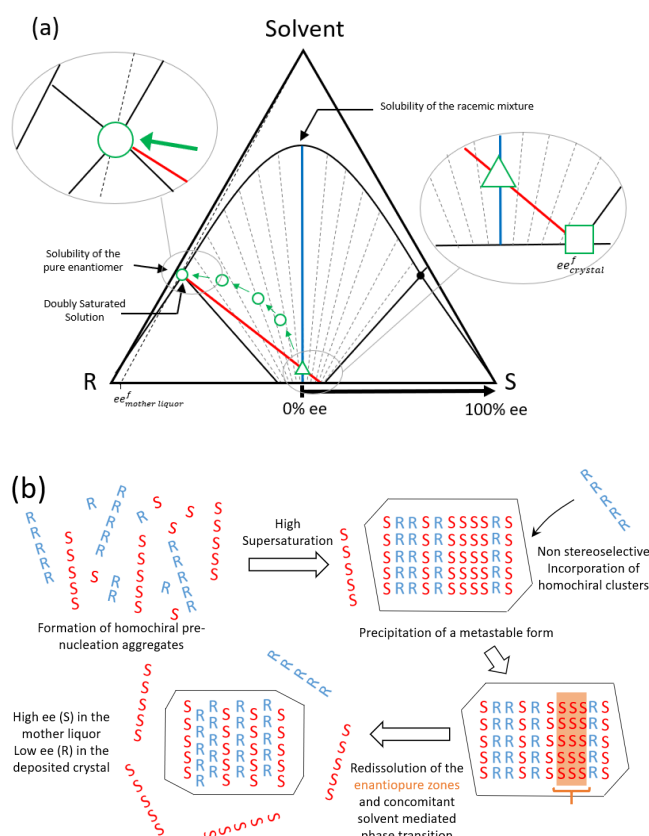 (a)
Solvent
Solubility of the racemic mixture
Solubility of the
pure enantiomer
Doubly Saturated
Solution
ee^f_crystal
R
S
ee^f_mother liquor
0% ee
100% ee
(b)
High
Supersaturation
S R R S R S S S S R S
S R R S R S S S S R S
S R R S R S S S S R S
S R R S R S S S S R S
S R R S R S S S S R S
Non stereoselective
Incorporation of
homochiral clusters
Formation of homochiral pre-
nucleation aggregates
Precipitation of a metastable form
High ee (S) in the
mother liquor
Low ee (R) in the
deposited crystal
S R R S R S S S S R S
S R R S R S S S S R S
S R R S R S S S S R S
S R R S R S S S S R S
S R R S R S S S S R S
Redissolution of the
enantiopure zones
and concomitant
solvent mediated
phase transition